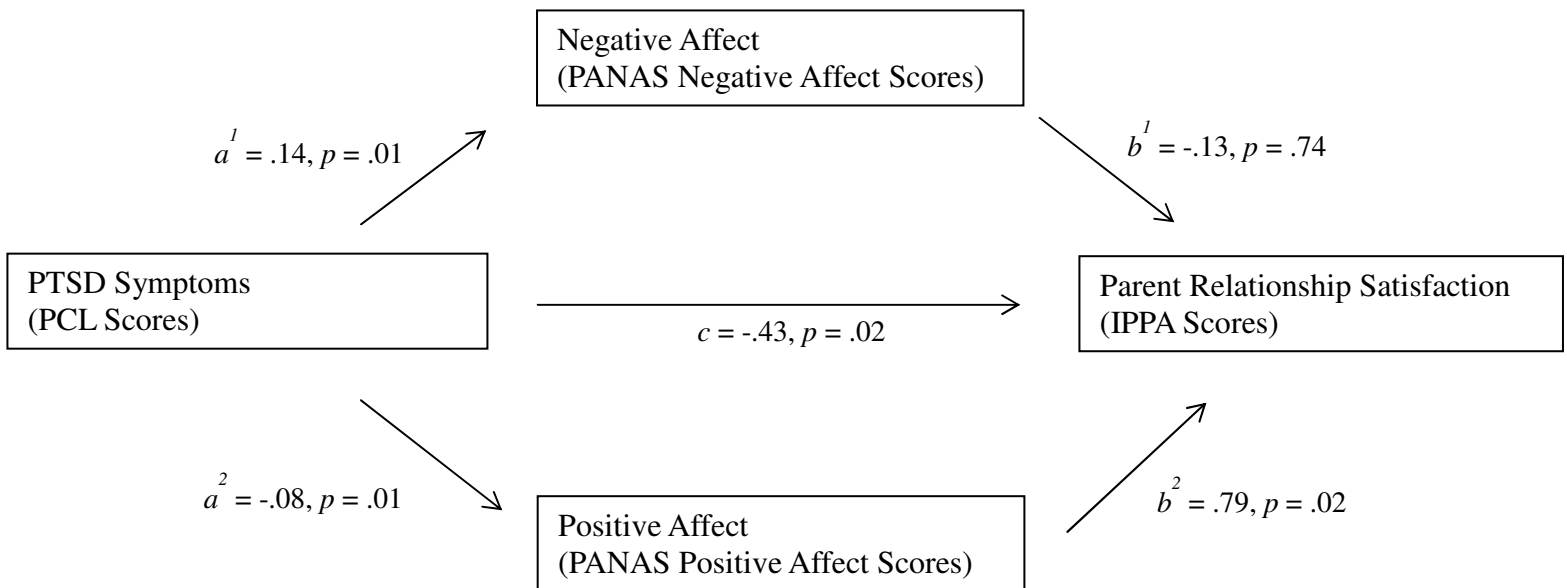 Negative Affect
(PANAS Negative Affect Scores)
a¹ = .14, p = .01
b¹ = -.13, p = .74
PTSD Symptoms
(PCL Scores)
Parent Relationship Satisfaction
(IPPA Scores)
c = -.43, p = .02
a² = -.08, p = .01
b² = .79, p = .02
Positive Affect
(PANAS Positive Affect Scores)